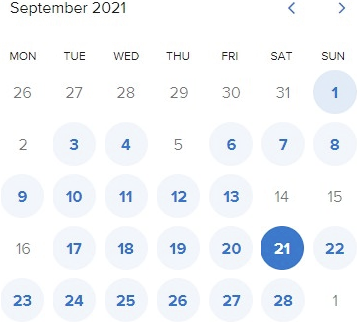 September 2021
MON TUE WED THU FRI SAT SUN
26 27 28 29 30 31 1
2 3 4 5 6 7 8
9 10 11 12 13 14 15
16 17 18 19 20 21 22
23 24 25 26 27 28 1